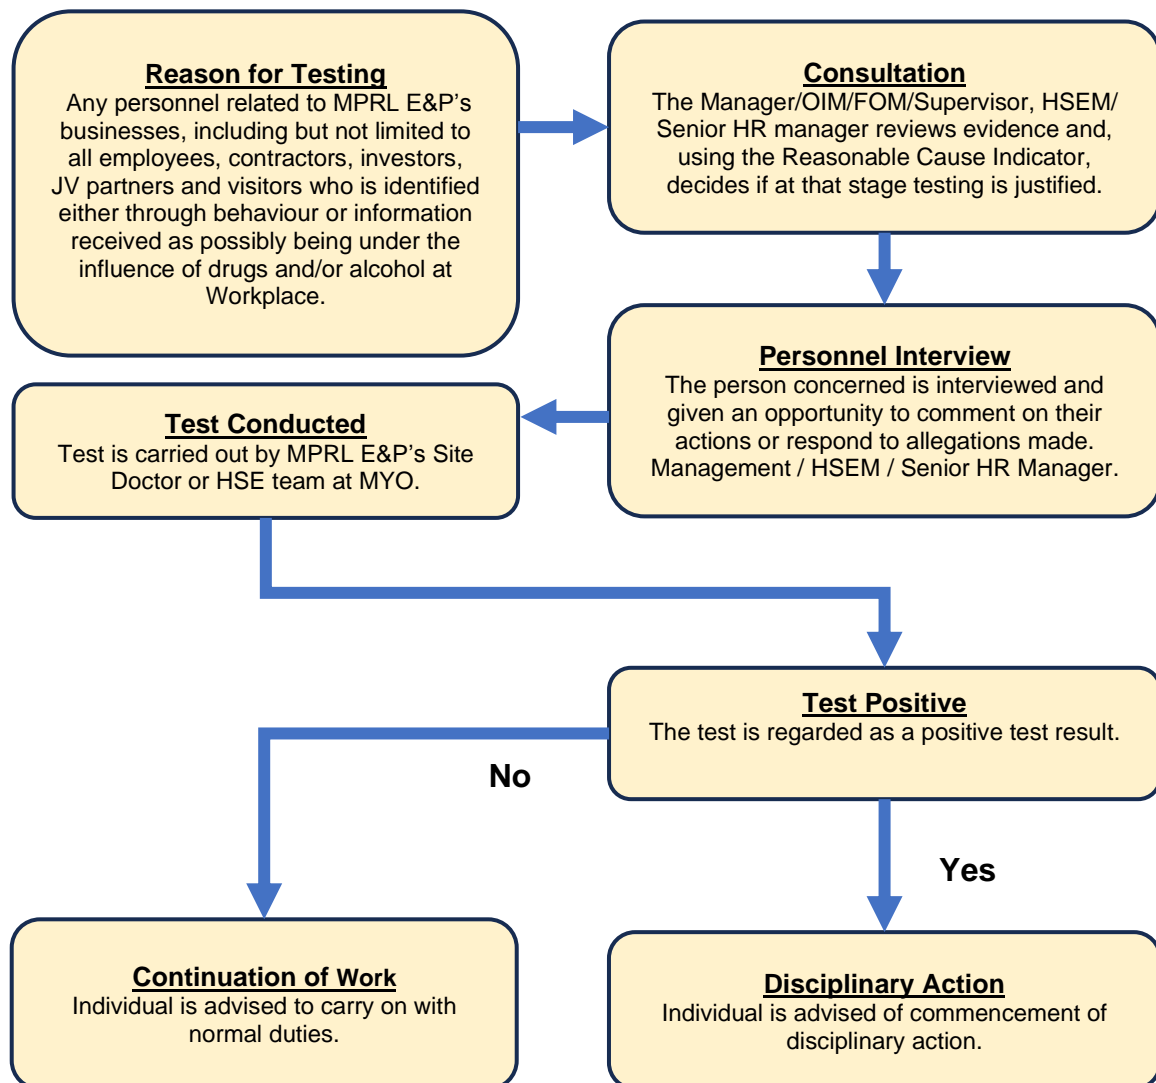 Reason for Testing
Any personnel related to MPRL E&P's
businesses, including but not limited to
all employees, contractors, investors,
JV partners and visitors who is identified
either through behaviour or information
received as possibly being under the
influence of drugs and/or alcohol at
Workplace.
Consultation
The Manager/OIM/FOM/Supervisor, HSEM/
Senior HR manager reviews evidence and,
using the Reasonable Cause Indicator,
decides if at that stage testing is justified.
Personnel Interview
The person concerned is interviewed and
given an opportunity to comment on their
actions or respond to allegations made.
Management / HSEM / Senior HR Manager.
Test Conducted
Test is carried out by MPRL E&P's Site
Doctor or HSE team at MYO.
Test Positive
The test is regarded as a positive test result.
No
Yes
Continuation of Work
Individual is advised to carry on with
normal duties.
Disciplinary Action
Individual is advised of commencement of
disciplinary action.